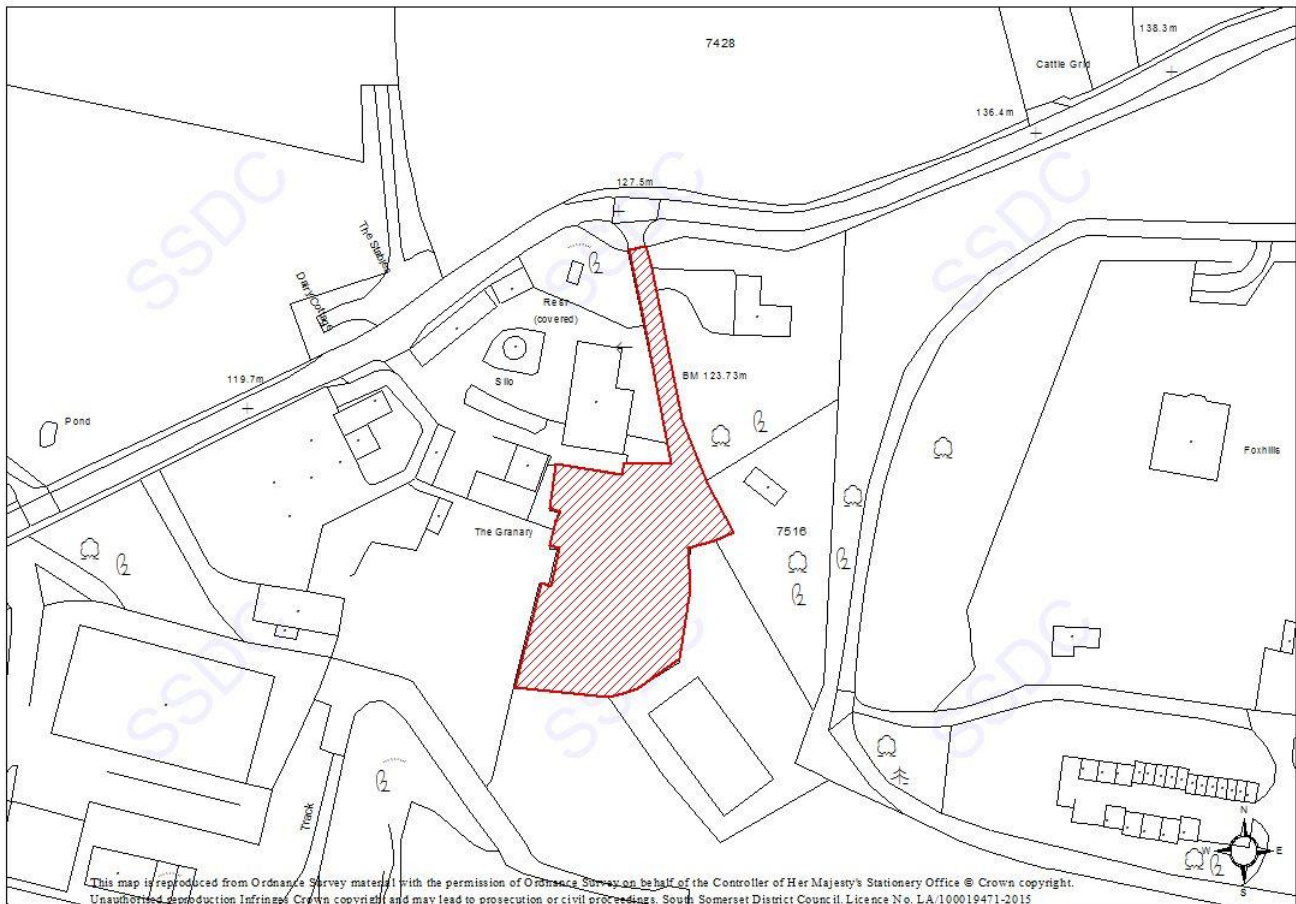 7428
138.3m
Cattle Grid
136.4m
SSDC
SSDC
SSDC
127.5m
The Stables
Dairy Cottage
Resr
(covered)
119.7m
Silo
BM 123.73m
Pond
Foxhills
The Granary
7516
SSDC
SSDC
SSDC
Track
N
W
E
S
This map is reproduced from Ordnance Survey material with the permission of Ordnance Survey on behalf of the Controller of Her Majesty's Stationery Office © Crown copyright.
Unauthorised reproduction infringes Crown copyright and may lead to prosecution or civil proceedings. South Somerset District Council. Licence No. LA/100019471-2015